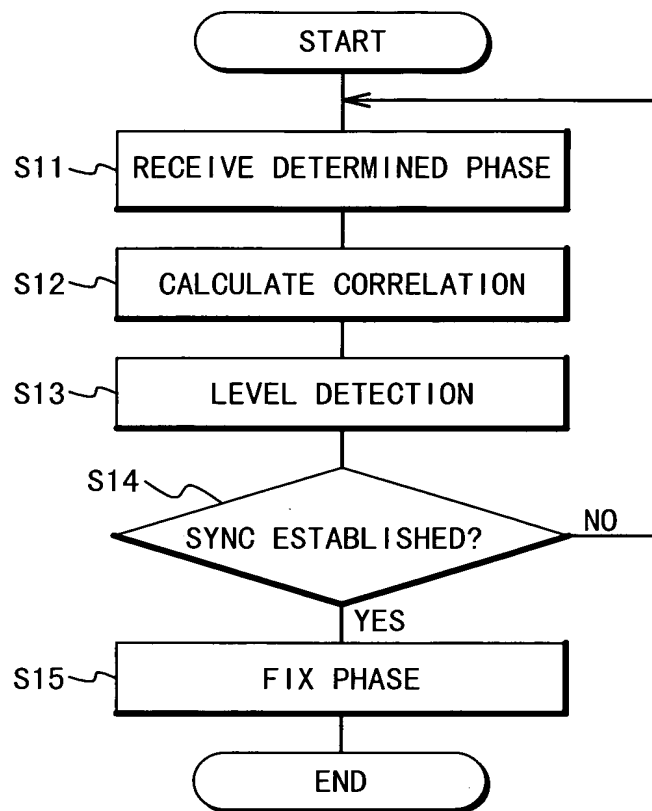 START
S11
RECEIVE DETERMINED PHASE
S12
CALCULATE CORRELATION
S13
LEVEL DETECTION
S14
SYNC ESTABLISHED?
NO
YES
S15
FIX PHASE
END